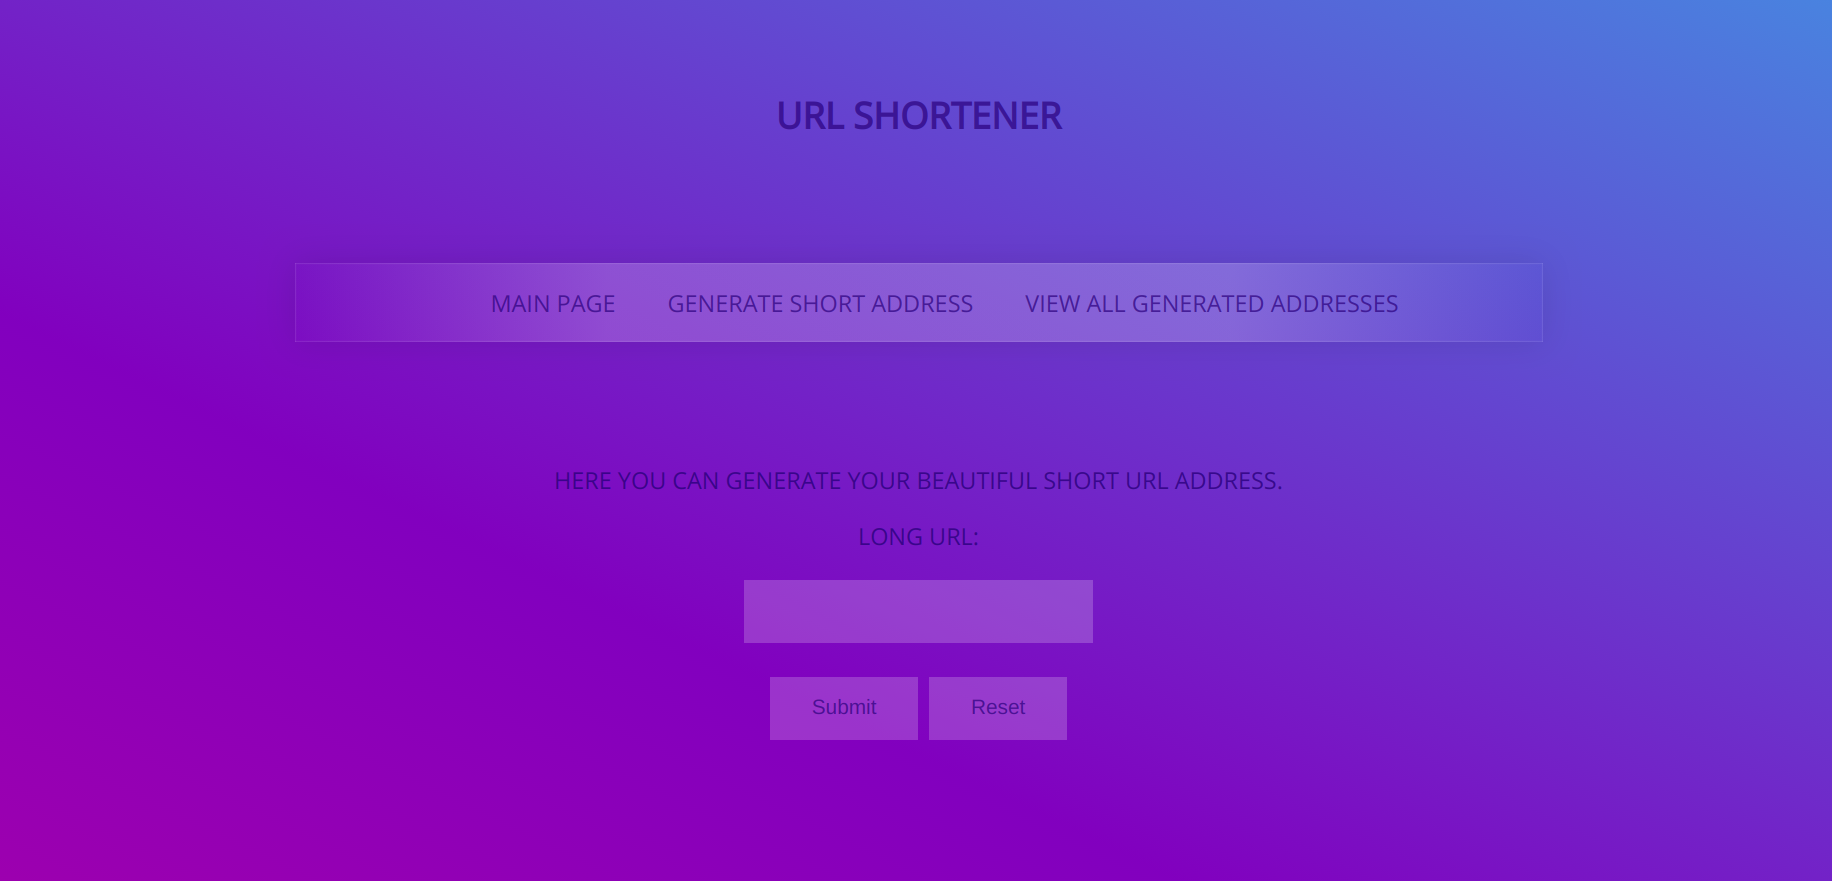 URL SHORTENER
MAIN PAGE GENERATE SHORT ADDRESS VIEW ALL GENERATED ADDRESSES
HERE YOU CAN GENERATE YOUR BEAUTIFUL SHORT URL ADDRESS.
LONG URL:
Submit Reset